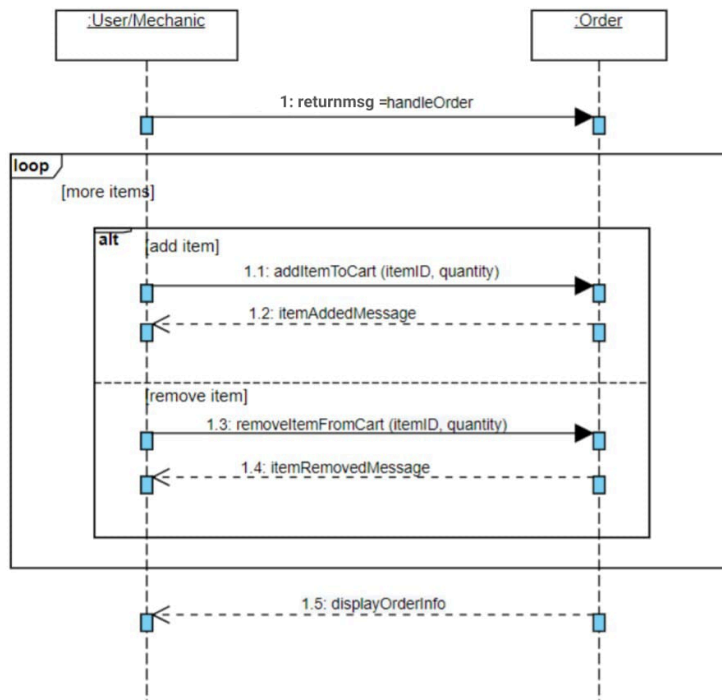 :User/Mechanic
:Order
1: returnmsg =handleOrder
loop
[more items]
alt
[add item]
1.1: addItemToCart (itemID, quantity)
1.2: itemAddedMessage
[remove item]
1.3: removeItemFromCart (itemID, quantity)
1.4: itemRemovedMessage
1.5: displayOrderInfo